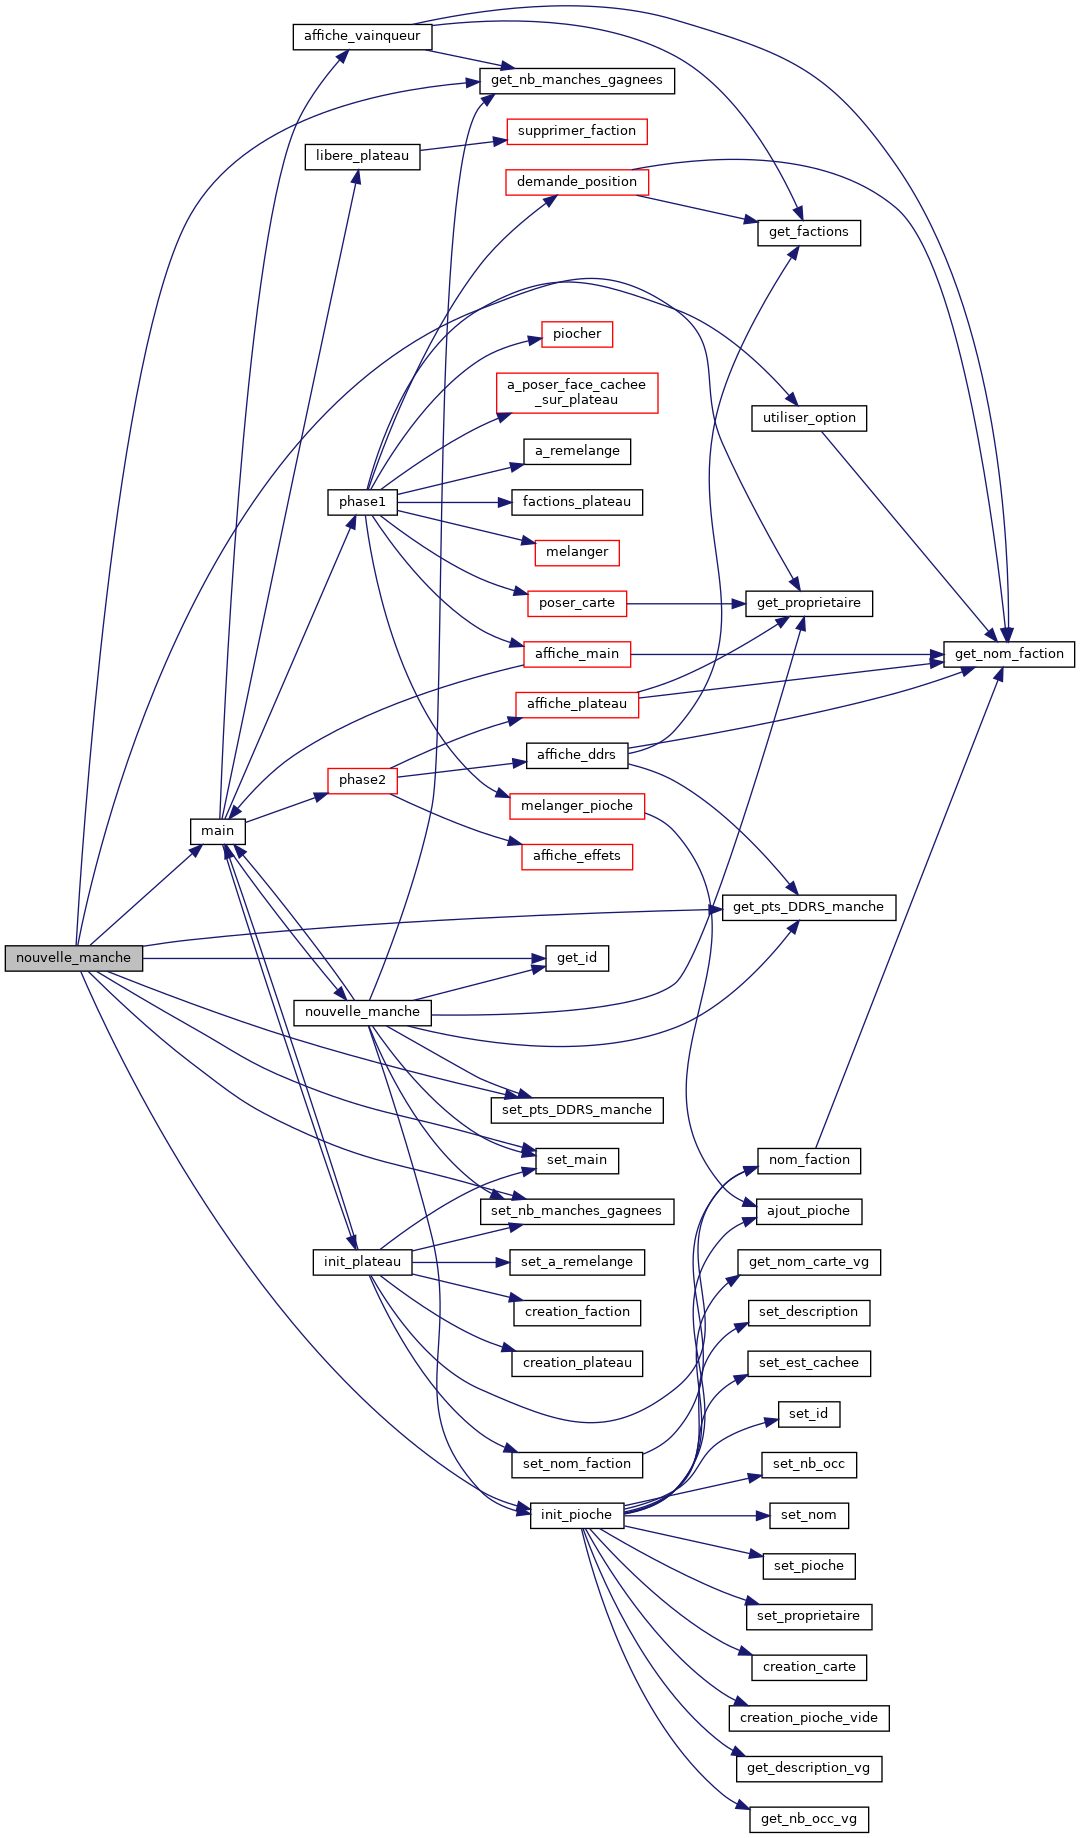 affiche_vainqueur
get_nb_manches_gagnees
supprimer_faction
libere_plateau
demande_position
get_factions
piocher
a_poser_face_cachee
_sur_plateau
utiliser_option
a_remelange
phase1
factions_plateau
melanger
poser_carte
get_proprietaire
affiche_main
get_nom_faction
affiche_plateau
affiche_ddrs
phase2
melanger_pioche
main
affiche_effets
get_pts_DDRS_manche
nouvelle_manche
get_id
nouvelle_manche
set_pts_DDRS_manche
set_main
nom_faction
set_nb_manches_gagnees
ajout_pioche
init_plateau
set_a_remelange
get_nom_carte_vg
creation_faction
set_description
creation_plateau
set_est_cachee
set_id
set_nom_faction
set_nb_occ
init_pioche
set_nom
set_pioche
set_proprietaire
creation_carte
creation_pioche_vide
get_description_vg
get_nb_occ_vg